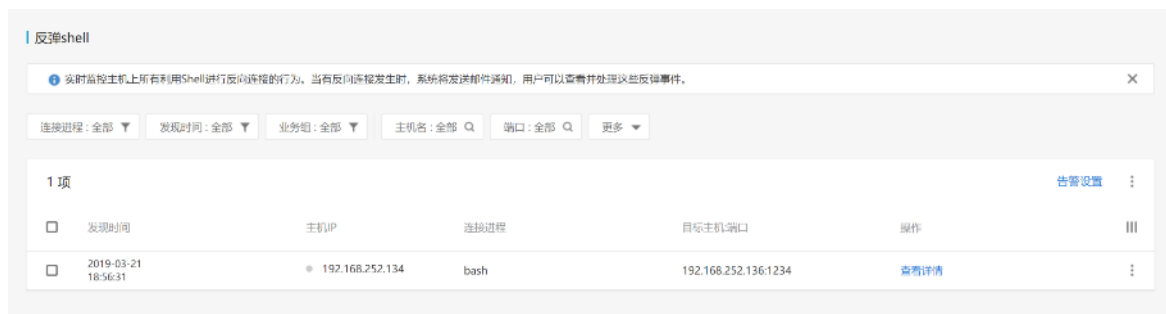 反弹shell
实时监控主机上所有利用Shell进行反向连接的行为。当有反向连接发生时，系统将发送邮件通知，用户可以查看并处理这些反弹事件。
连接进程：全部 发现时间：全部 业务组：全部 主机名：全部 端口：全部 更多
1 项 告警设置
发现时间 主机IP 连接进程 目标主机:端口 操作
2019-03-21
18:56:31 192.168.252.134 bash 192.168.252.136:1234 查看详情